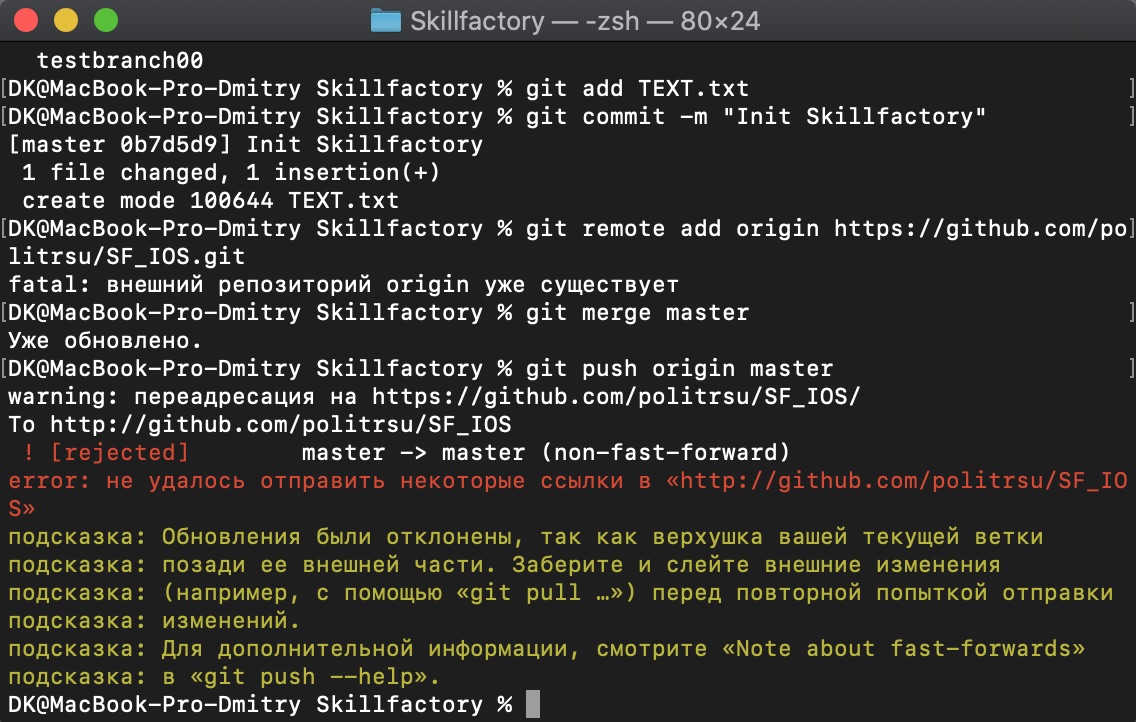 Skillfactory — -zsh — 80×24
testbranch00
[DK@MacBook-Pro-Dmitry Skillfactory % git add TEXT.txt ]
[DK@MacBook-Pro-Dmitry Skillfactory % git commit -m "Init Skillfactory" ]
[master 0b7d5d9] Init Skillfactory
1 file changed, 1 insertion(+)
create mode 100644 TEXT.txt
[DK@MacBook-Pro-Dmitry Skillfactory % git remote add origin https://github.com/po]
litrsu/SF_IOS.git
fatal: внешний репозиторий origin уже существует
[DK@MacBook-Pro-Dmitry Skillfactory % git merge master ]
Уже обновлено.
[DK@MacBook-Pro-Dmitry Skillfactory % git push origin master ]
warning: переадресация на https://github.com/politrsu/SF_IOS/
To http://github.com/politrsu/SF_IOS
! [rejected] master -> master (non-fast-forward)
error: не удалось отправить некоторые ссылки в «http://github.com/politrsu/SF_IO
S»
подсказка: Обновления были отклонены, так как верхушка вашей текущей ветки
подсказка: позади ее внешней части. Заберите и слейте внешние изменения
подсказка: (например, с помощью «git pull …») перед повторной попыткой отправки
подсказка: изменений.
подсказка: Для дополнительной информации, смотрите «Note about fast-forwards»
подсказка: в «git push --help».
DK@MacBook-Pro-Dmitry Skillfactory %